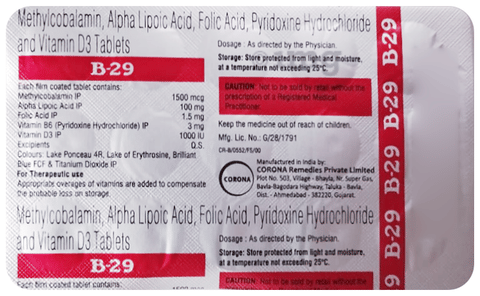 Methylcobalamin, Alpha Lipoic Acid, Folic Acid, Pyridoxine Hydrochloride
and Vitamin D3 Tablets
B-29
Each film coated tablet contains:
Methylcobalamin IP 1500 mcg
Alpha Lipoic Acid IP 100 mg
Folic Acid IP 1.5 mg
Vitamin B6 (Pyridoxine Hydrochloride) IP 3 mg
Vitamin D3 IP 1000 IU
Excipients Q.S.
Colours: Lake Ponceau 4R, Lake of Erythrosine, Brilliant
Blue FCF & Titanium Dioxide IP
For Therapeutic use
Appropriate overages of vitamins are added to compensate
the probable loss on storage.
Dosage : As directed by the Physician.
Storage: Store protected from light and moisture,
at a temperature not exceeding 25°C.
CAUTION: Not to be sold by retail without the
prescription of a Registered Medical
Practitioner.
Keep the medicine out of reach of children.
Mfg. Lic. No.: G/28/1791
CR-B/0552/FS/00
CORONA
Manufactured in India by:
CORONA Remedies Private Limited
Plot No. 503, Village - Bhayla, Nr. Super Gas,
Bavla-Bagodara Highway, Taluka - Bavla,
Dist. - Ahmedabad - 382220, Gujarat.
Methylcobalamin, Alpha Lipoic Acid, Folic Acid, Pyridoxine Hydrochloride
and Vitamin D3 Tablets
B-29
Each film coated tablet contains:
Dosage : As directed by the Physician.
Storage: Store protected from light and moisture,
at a temperature not exceeding 25°C.
CAUTION: Not to be sold by retail without the
B-29
B-29
B-29
B-29
B-29